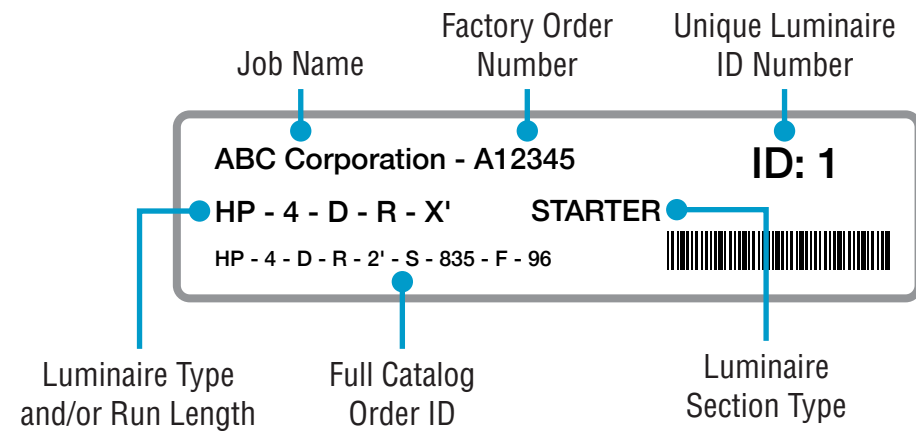 Job Name
Factory Order
Number
Unique Luminaire
ID Number
ABC Corporation - A12345
ID: 1
HP - 4 - D - R - X'
STARTER
HP - 4 - D - R - 2' - S - 835 - F - 96
Luminaire Type
and/or Run Length
Full Catalog
Order ID
Luminaire
Section Type